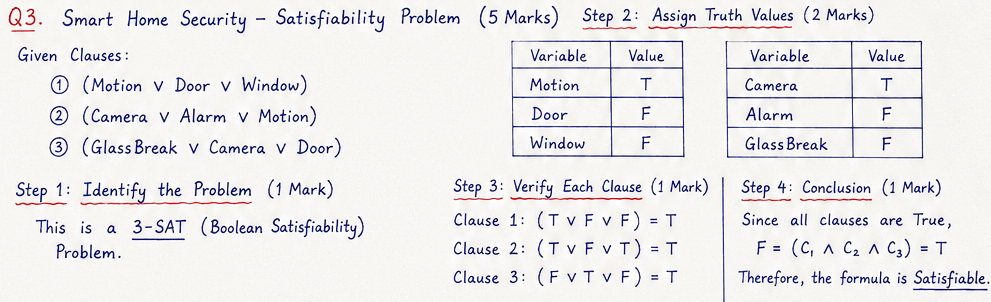 Q3. Smart Home Security – Satisfiability Problem (5 Marks)
Given Clauses:
① (Motion ∨ Door ∨ Window)
② (Camera ∨ Alarm ∨ Motion)
③ (GlassBreak ∨ Camera ∨ Door)
Step 1: Identify the Problem (1 Mark)
This is a 3-SAT (Boolean Satisfiability)
Problem.
Step 2: Assign Truth Values (2 Marks)
Variable Value
Motion T
Door F
Window F
Variable Value
Camera T
Alarm F
GlassBreak F
Step 3: Verify Each Clause (1 Mark)
Clause 1: (T ∨ F ∨ F) = T
Clause 2: (T ∨ F ∨ T) = T
Clause 3: (F ∨ T ∨ F) = T
Step 4: Conclusion (1 Mark)
Since all clauses are True,
F = (C₁ ∧ C₂ ∧ C₃) = T
Therefore, the formula is Satisfiable.